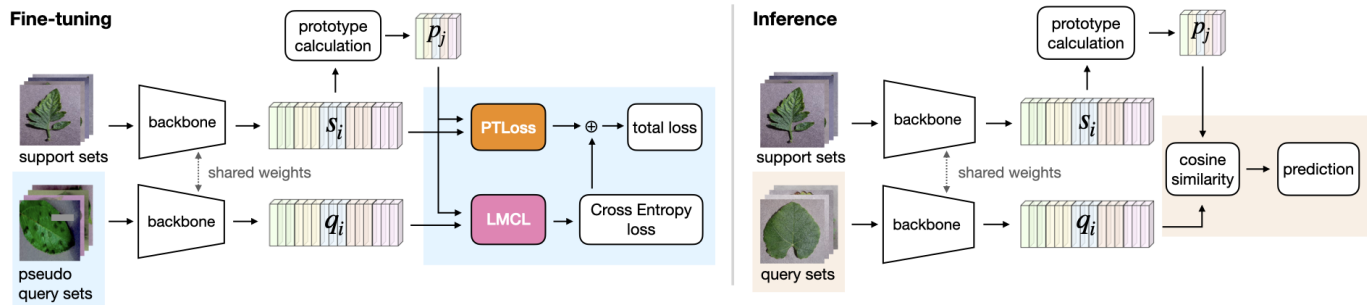 Fine-tuning
prototype
calculation
p_j
support sets
backbone
s_i
PTLoss
⊕
total loss
shared weights
pseudo
query sets
backbone
q_i
LMCL
Cross Entropy
loss
Inference
prototype
calculation
p_j
support sets
backbone
s_i
shared weights
cosine
similarity
prediction
query sets
backbone
q_i